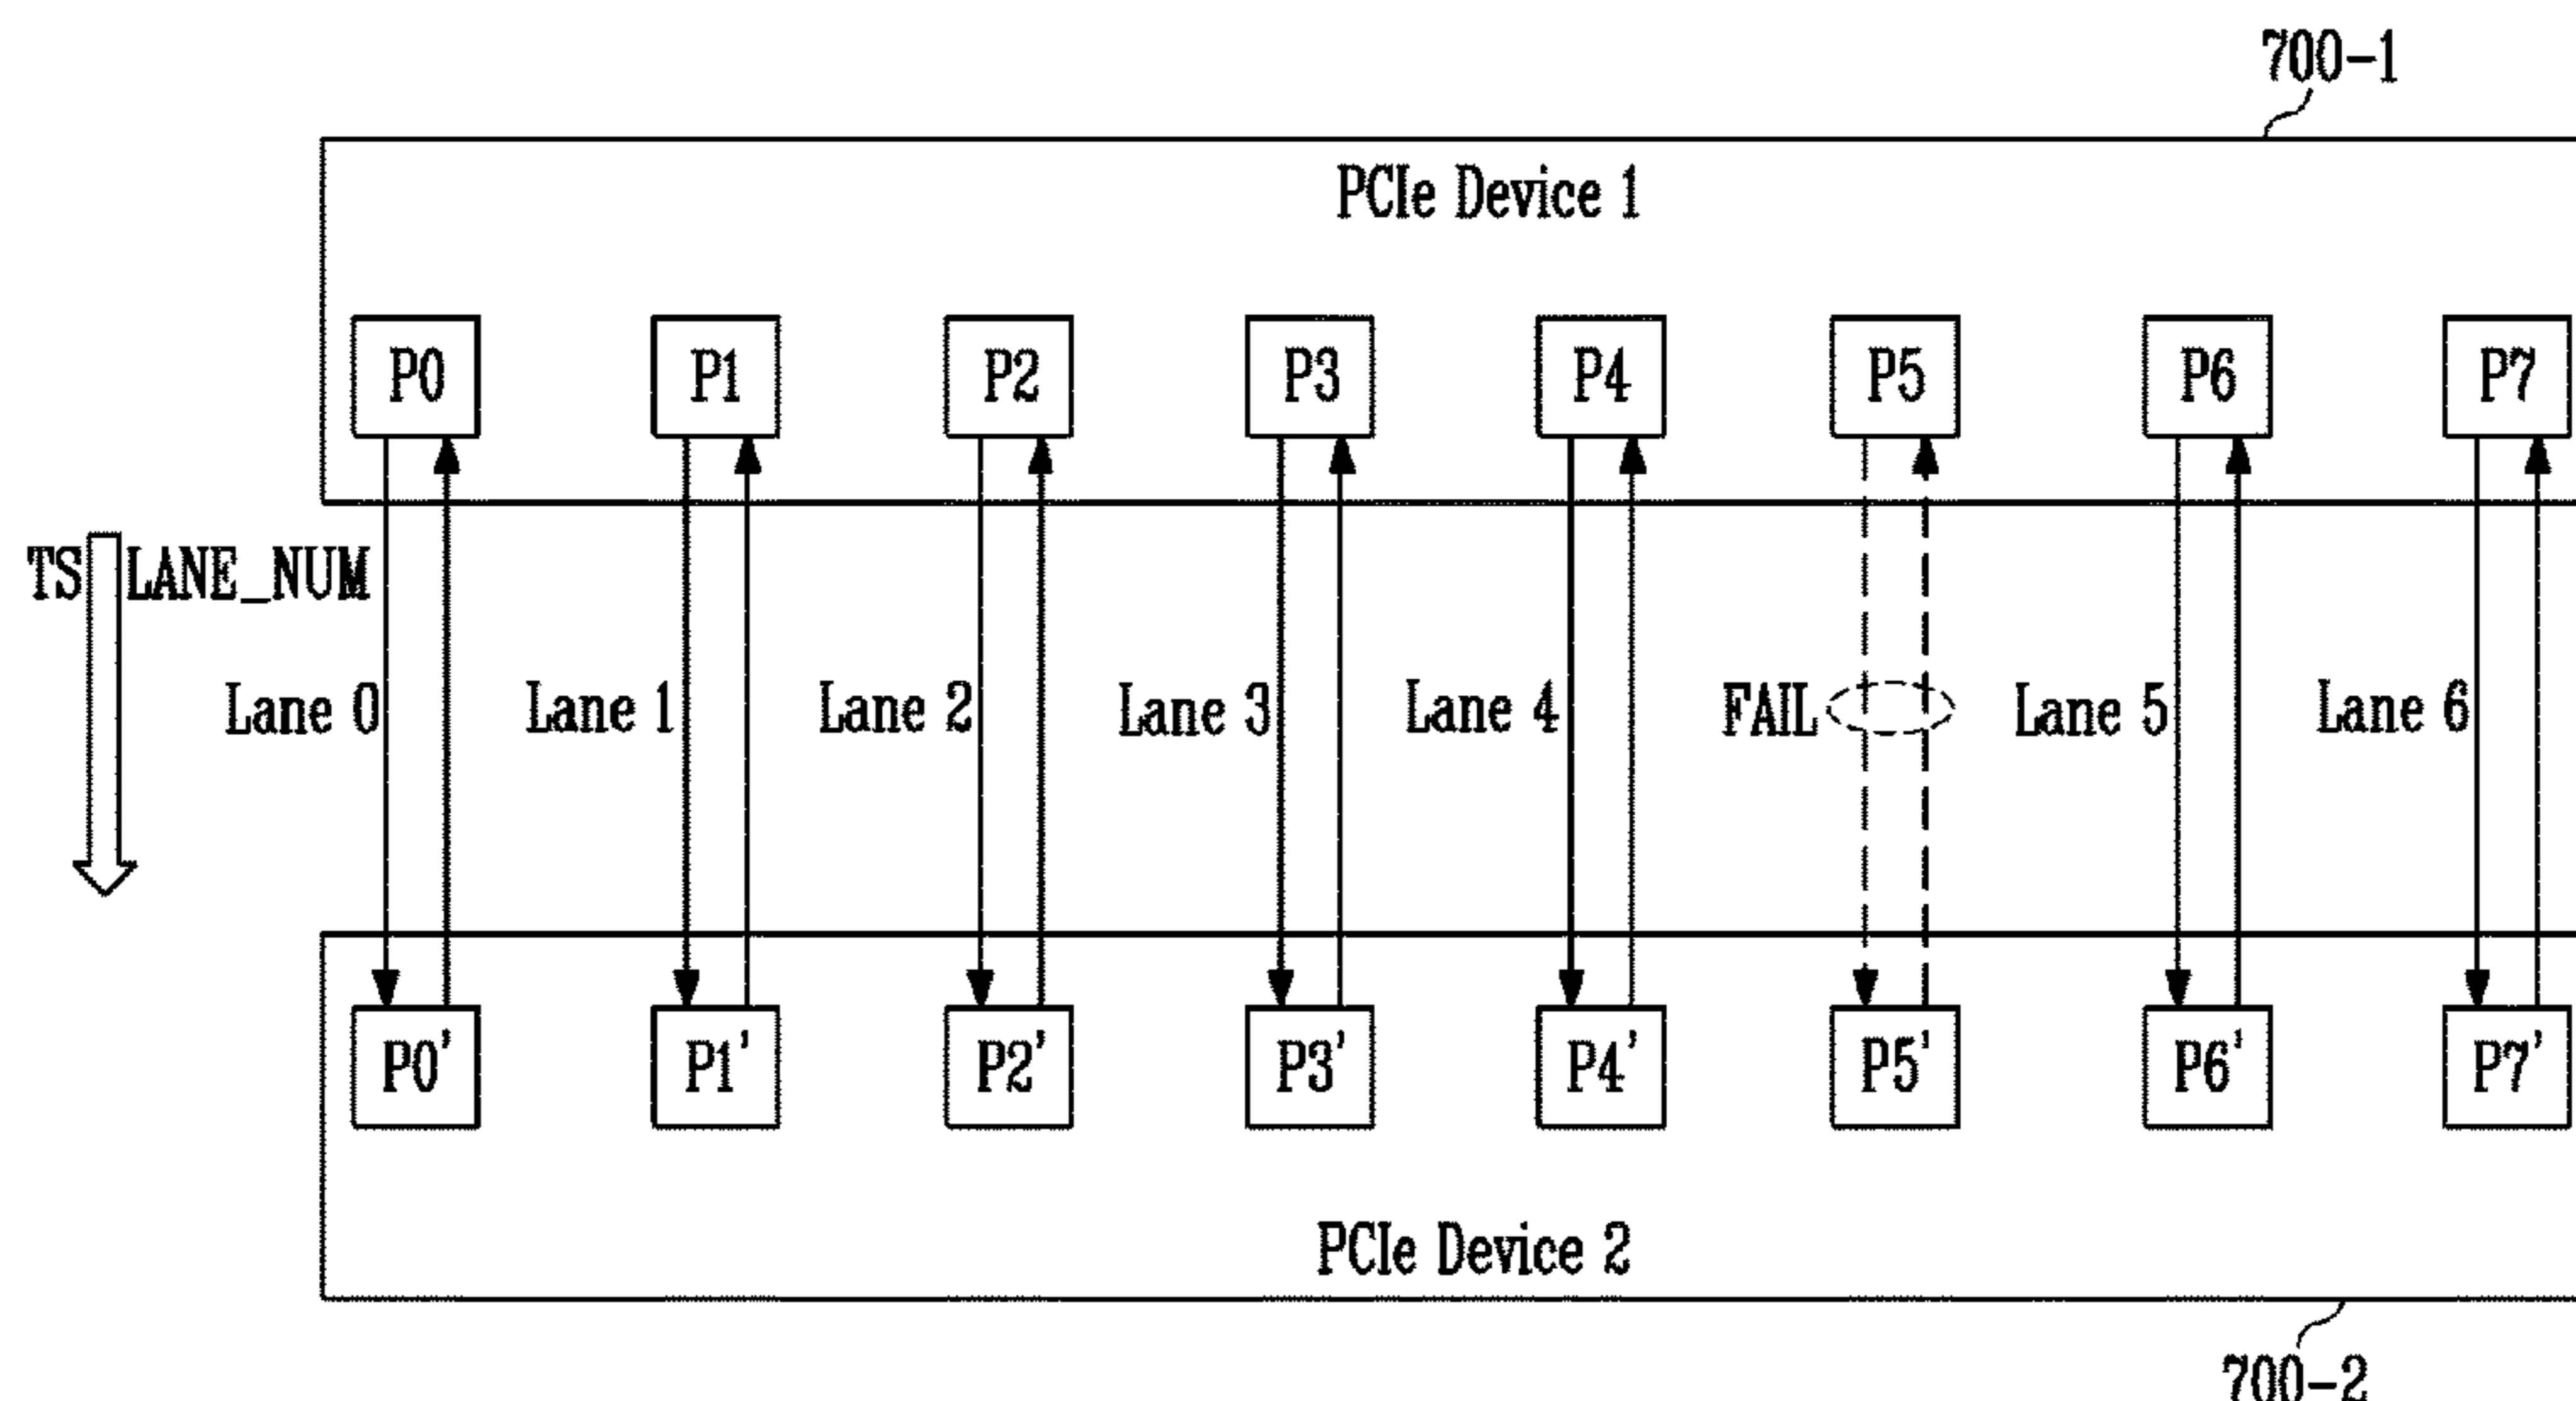 700-1
PCIe Device 1
P0 P1 P2 P3 P4 P5 P6 P7
TS LANE_NUM
Lane 0 Lane 1 Lane 2 Lane 3 Lane 4 FAIL Lane 5 Lane 6
P0' P1' P2' P3' P4' P5' P6' P7'
PCIe Device 2
700-2